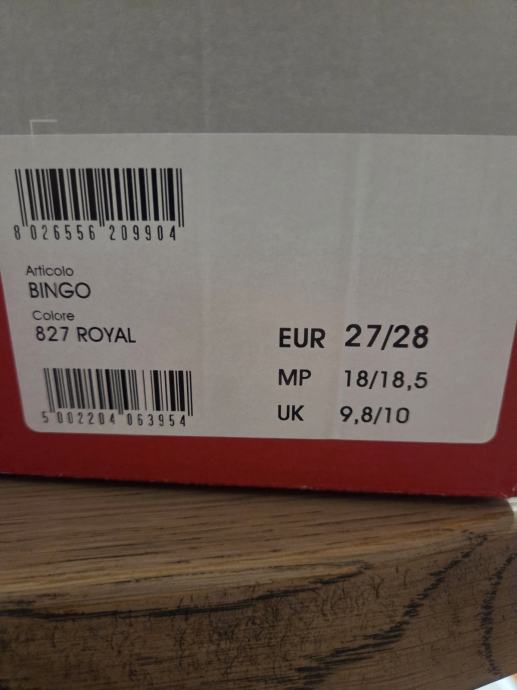 8 026556 209904
Articolo
BINGO
Colore
827 ROYAL
5 002204 063954
EUR 27/28
MP 18/18,5
UK 9,8/10